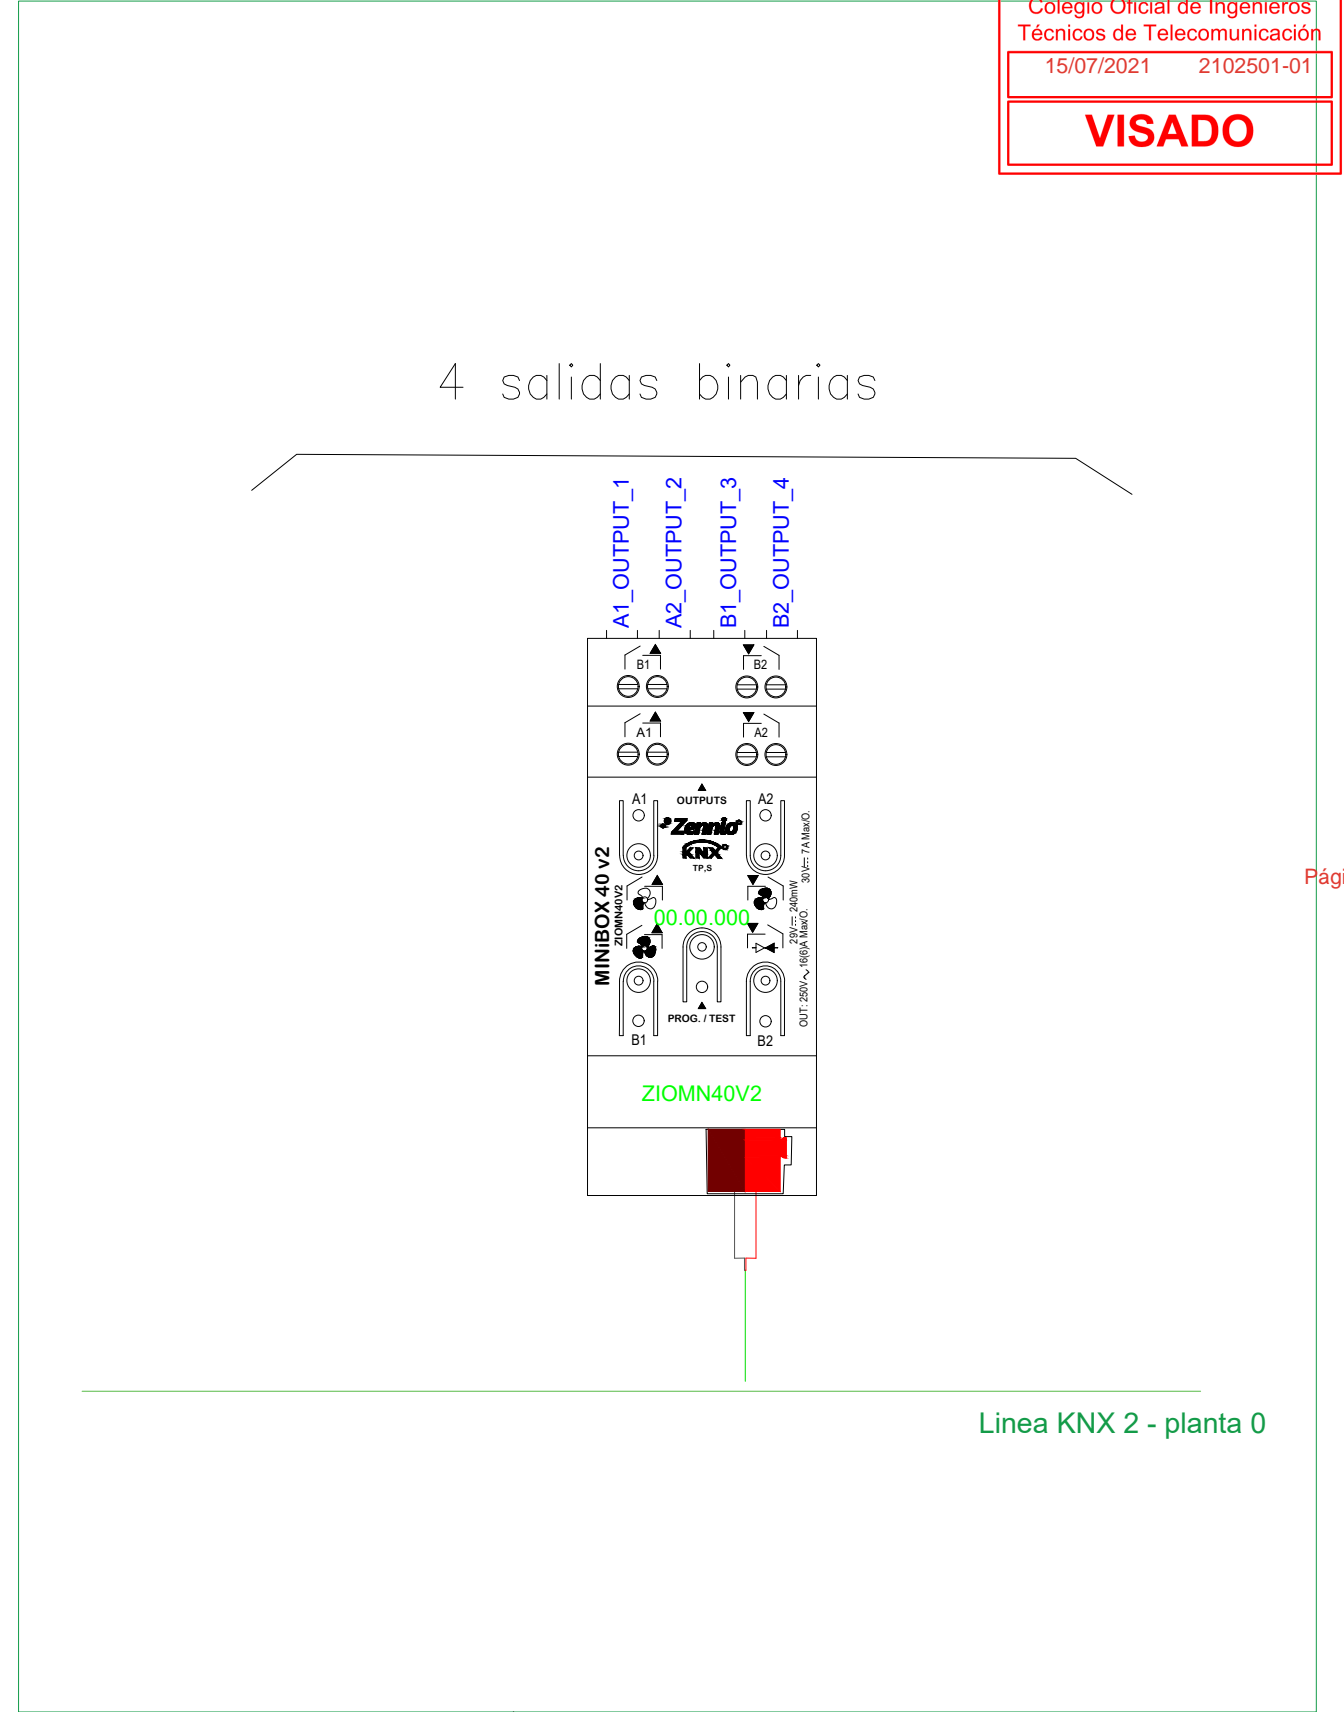 Colegio Oficial de Ingenieros
Técnicos de Telecomunicación
15/07/2021 2102501-01
VISADO
4 salidas binarias
A1_OUTPUT_1
A2_OUTPUT_2
B1_OUTPUT_3
B2_OUTPUT_4
B1
B2
A1
A2
A1
OUTPUTS
A2
Zennio
KNX
TP,S
MINiBOX 40 v2
ZIOMN40V2
00.00.000
30V⎓ 7A Max/O.
29V⎓ 240mW
OUT: 250V~16(6)A Max/O.
PROG. / TEST
B1
B2
ZIOMN40V2
Linea KNX 2 - planta 0